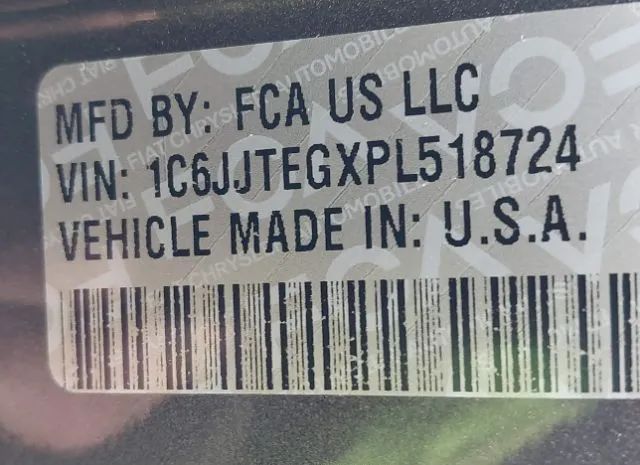 MFD BY: FCA US LLC
VIN: 1C6JJTEGXPL518724
VEHICLE MADE IN: U.S.A.